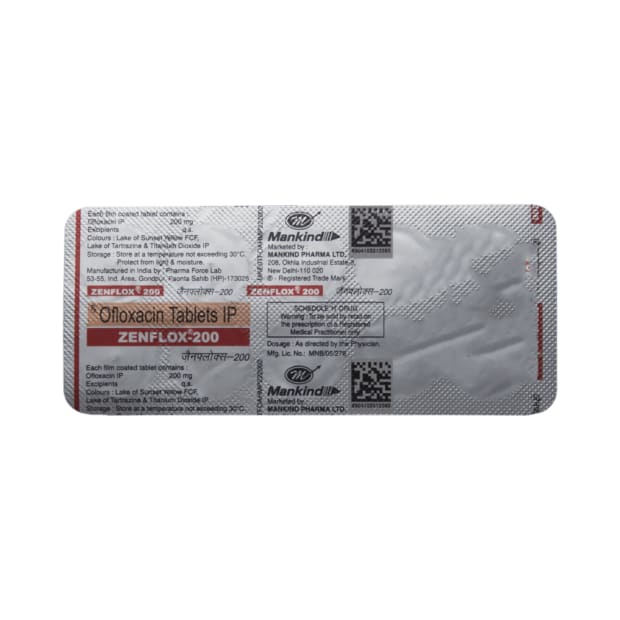 Each film coated tablet contains :
Ofloxacin IP 200 mg
Excipients q.s.
Colours : Lake of Sunset Yellow FCF,
Lake of Tartrazine & Titanium Dioxide IP
Storage : Store at a temperature not exceeding 30°C.
Protect from light & moisture.
Manufactured in India by : Pharma Force Lab
53-55, Ind. Area, Gondpur, Paonta Sahib (HP)-173025
ZENFLOX® 200 जैनफ्लोक्स-200
Rx Ofloxacin Tablets IP
ZENFLOX®-200
जैनफ्लोक्स-200
Each film coated tablet contains :
Ofloxacin IP 200 mg
Excipients q.s.
Colours : Lake of Sunset Yellow FCF,
Lake of Tartrazine & Titanium Dioxide IP
Storage : Store at a temperature not exceeding 30°C.
Mankind
Marketed by :
MANKIND PHARMA LTD.
208, Okhla Industrial Estate
New Delhi-110 020
® - Registered Trade Mark
ZENFLOX® 200 जैनफ्लोक्स-200
SCHEDULE H DRUG
Warning : To be sold by retail on
the prescription of a Registered
Medical Practitioner only.
Dosage : As directed by the Physician.
Mfg. Lic. No.: MNB/05/278
Mankind
Marketed by :
MANKIND PHARMA LTD.